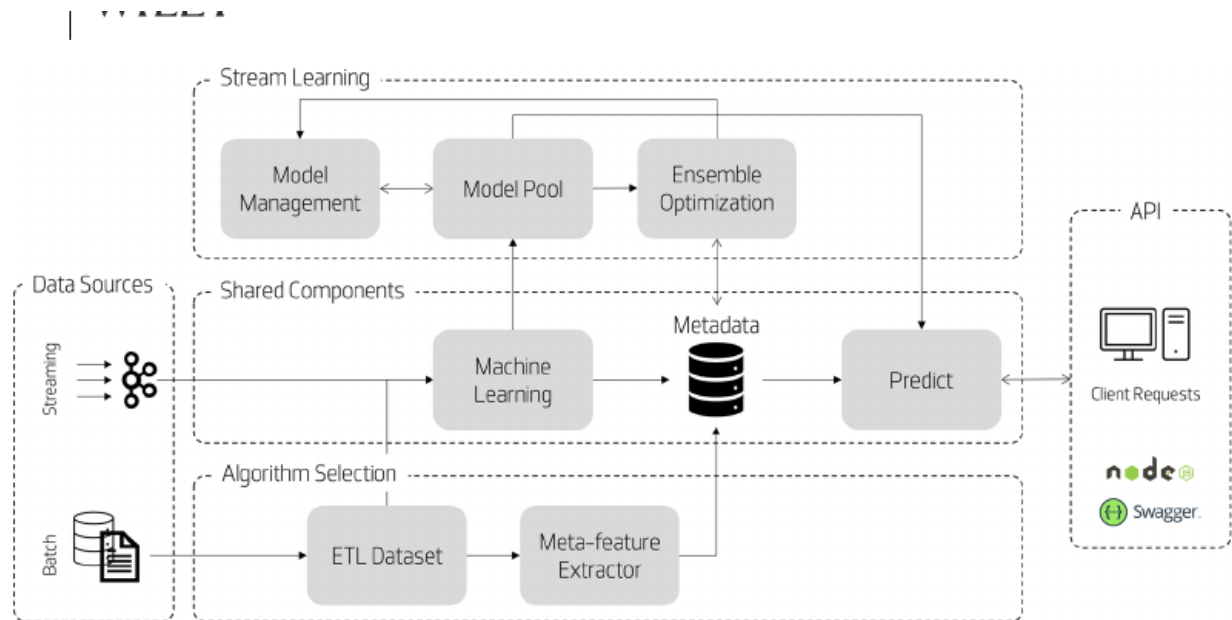 Stream Learning
Model
Management
Model Pool
Ensemble
Optimization
API
Data Sources
Shared Components
Streaming
Machine
Learning
Metadata
Predict
Client Requests
Algorithm Selection
node JS
Swagger.
Batch
ETL Dataset
Meta-feature
Extractor